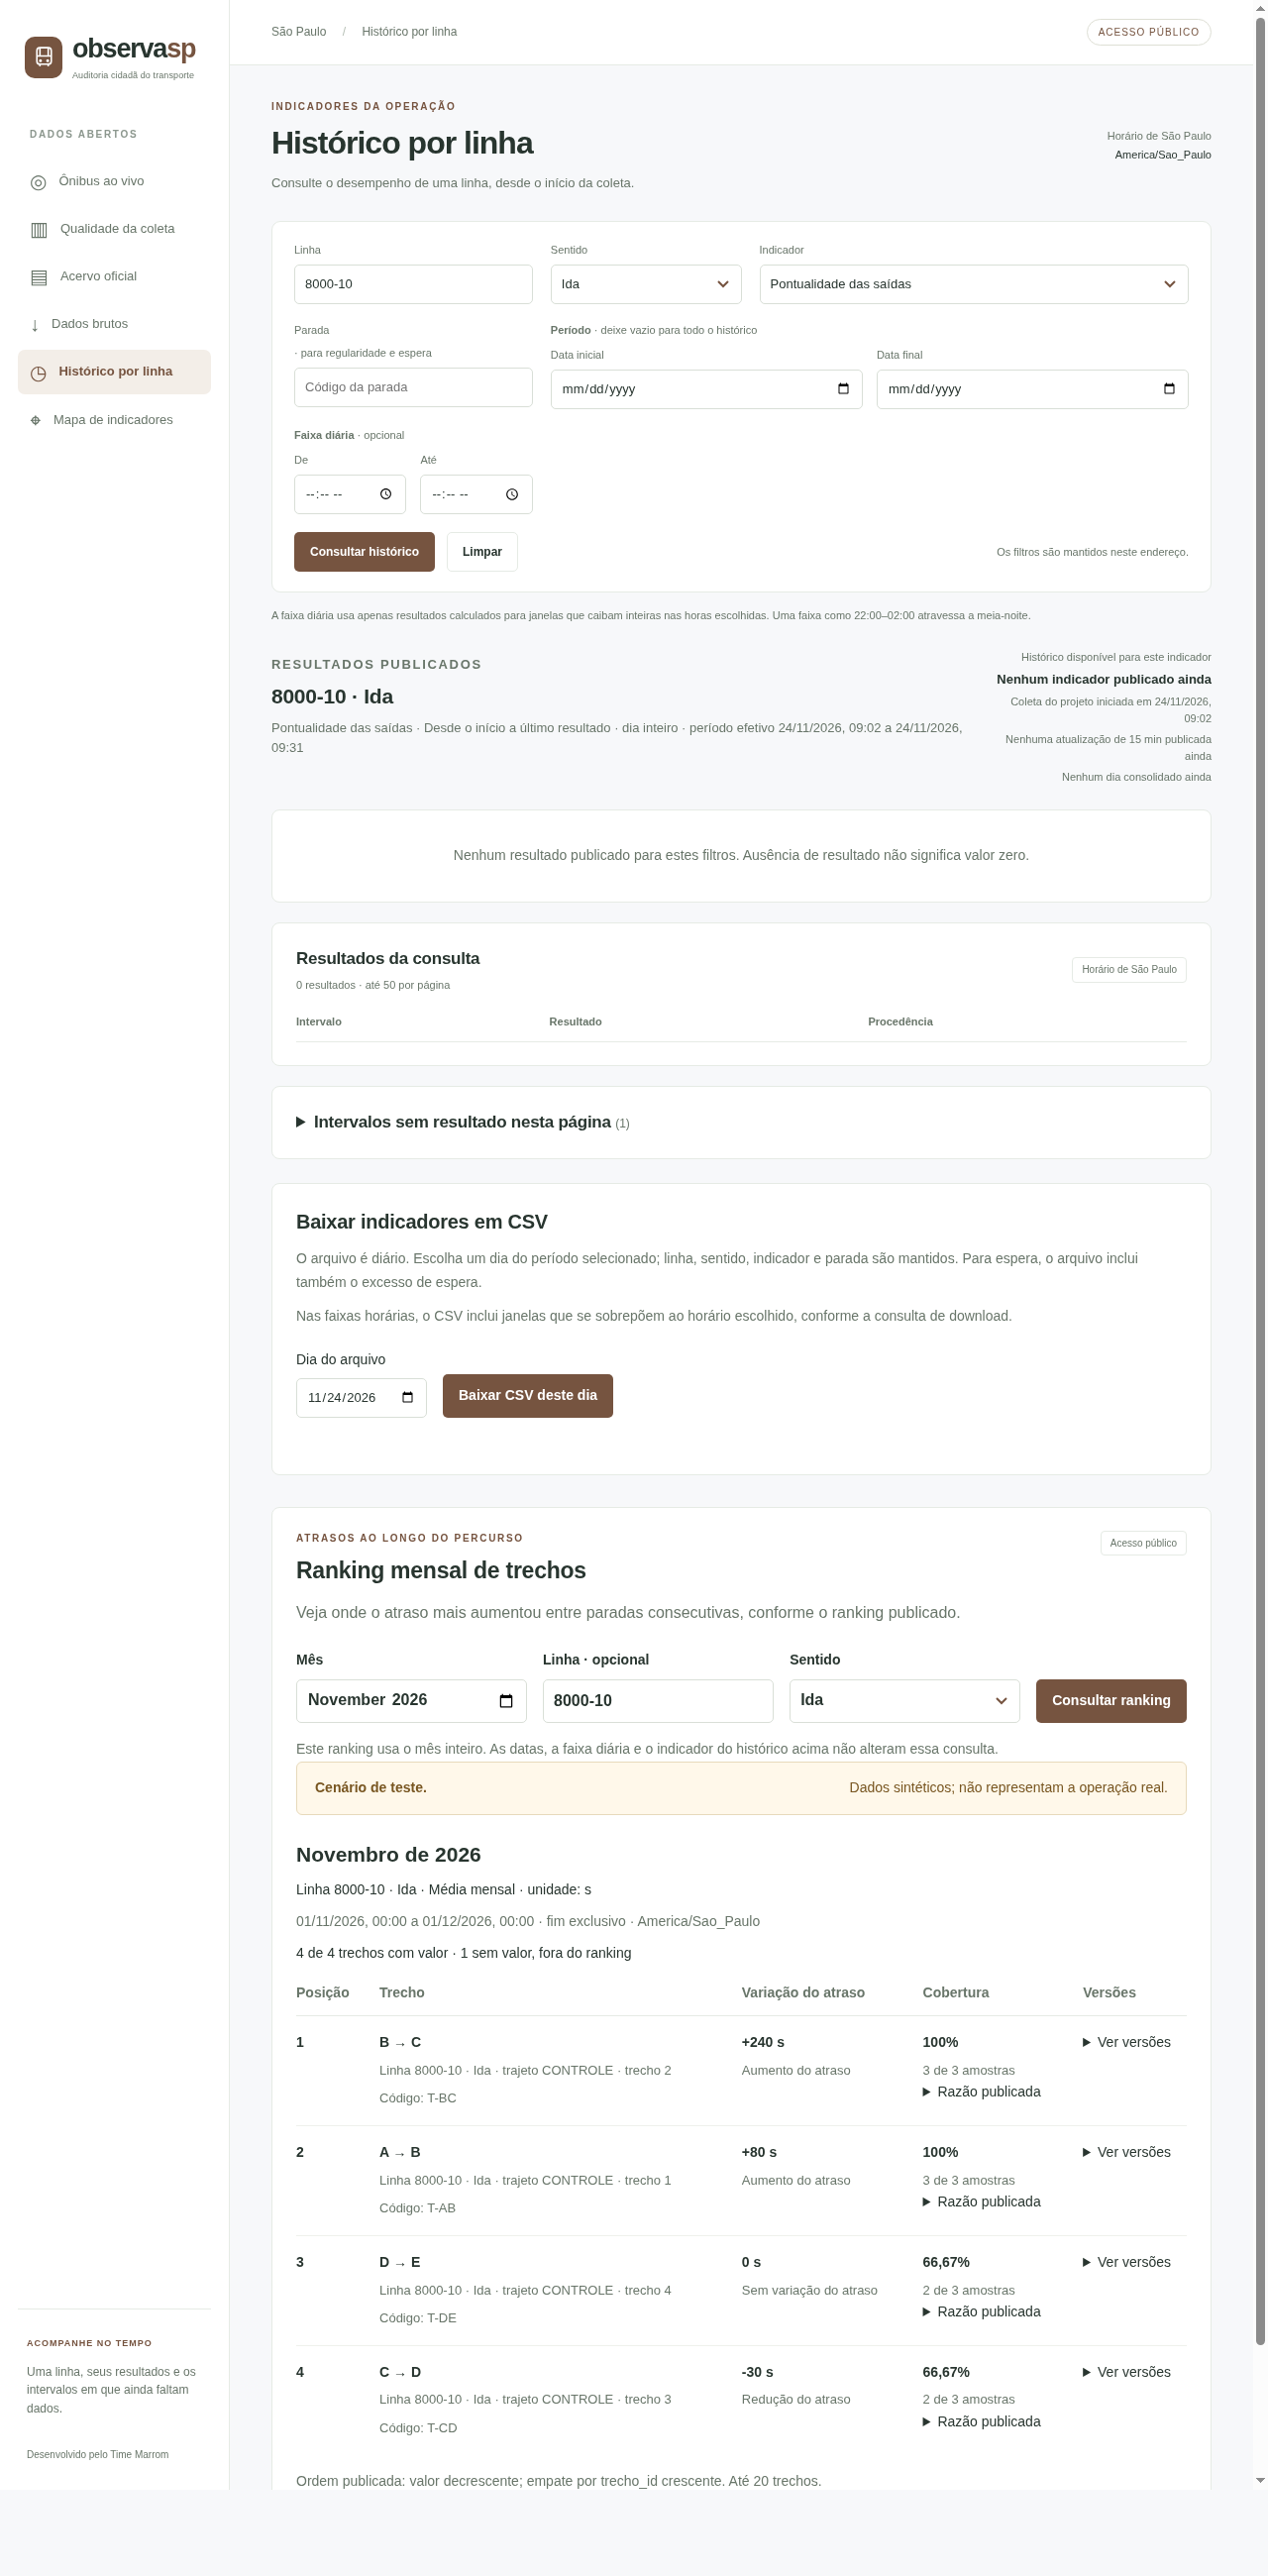 observasp
Auditoria cidadã do transporte
DADOS ABERTOS
Ônibus ao vivo
Qualidade da coleta
Acervo oficial
Dados brutos
Histórico por linha
Mapa de indicadores
ACOMPANHE NO TEMPO
Uma linha, seus resultados e os
intervalos em que ainda faltam
dados.
Desenvolvido pelo Time Marrom
São Paulo / Histórico por linha
ACESSO PÚBLICO
INDICADORES DA OPERAÇÃO
Histórico por linha
Consulte o desempenho de uma linha, desde o início da coleta.
Horário de São Paulo
America/Sao_Paulo
Linha Sentido Indicador
8000-10 Ida Pontualidade das saídas
Parada
· para regularidade e espera
Código da parada
Período · deixe vazio para todo o histórico
Data inicial Data final
mm/dd/yyyy mm/dd/yyyy
Faixa diária · opcional
De Até
--:-- -- --:-- --
Consultar histórico Limpar
Os filtros são mantidos neste endereço.
A faixa diária usa apenas resultados calculados para janelas que caibam inteiras nas horas escolhidas. Uma faixa como 22:00–02:00 atravessa a meia-noite.
RESULTADOS PUBLICADOS
8000-10 · Ida
Pontualidade das saídas · Desde o início a último resultado · dia inteiro · período efetivo 24/11/2026, 09:02 a 24/11/2026,
09:31
Histórico disponível para este indicador
Nenhum indicador publicado ainda
Coleta do projeto iniciada em 24/11/2026,
09:02
Nenhuma atualização de 15 min publicada
ainda
Nenhum dia consolidado ainda
Nenhum resultado publicado para estes filtros. Ausência de resultado não significa valor zero.
Resultados da consulta
0 resultados · até 50 por página
Horário de São Paulo
Intervalo Resultado Procedência
Intervalos sem resultado nesta página (1)
Baixar indicadores em CSV
O arquivo é diário. Escolha um dia do período selecionado; linha, sentido, indicador e parada são mantidos. Para espera, o arquivo inclui
também o excesso de espera.
Nas faixas horárias, o CSV inclui janelas que se sobrepõem ao horário escolhido, conforme a consulta de download.
Dia do arquivo
11/24/2026 Baixar CSV deste dia
ATRASOS AO LONGO DO PERCURSO
Ranking mensal de trechos
Acesso público
Veja onde o atraso mais aumentou entre paradas consecutivas, conforme o ranking publicado.
Mês Linha · opcional Sentido
November 2026 8000-10 Ida Consultar ranking
Este ranking usa o mês inteiro. As datas, a faixa diária e o indicador do histórico acima não alteram essa consulta.
Cenário de teste. Dados sintéticos; não representam a operação real.
Novembro de 2026
Linha 8000-10 · Ida · Média mensal · unidade: s
01/11/2026, 00:00 a 01/12/2026, 00:00 · fim exclusivo · America/Sao_Paulo
4 de 4 trechos com valor · 1 sem valor, fora do ranking
Posição Trecho Variação do atraso Cobertura Versões
1 B → C +240 s 100% Ver versões
Linha 8000-10 · Ida · trajeto CONTROLE · trecho 2 Aumento do atraso 3 de 3 amostras
Razão publicada
Código: T-BC
2 A → B +80 s 100% Ver versões
Linha 8000-10 · Ida · trajeto CONTROLE · trecho 1 Aumento do atraso 3 de 3 amostras
Razão publicada
Código: T-AB
3 D → E 0 s 66,67% Ver versões
Linha 8000-10 · Ida · trajeto CONTROLE · trecho 4 Sem variação do atraso 2 de 3 amostras
Razão publicada
Código: T-DE
4 C → D -30 s 66,67% Ver versões
Linha 8000-10 · Ida · trajeto CONTROLE · trecho 3 Redução do atraso 2 de 3 amostras
Razão publicada
Código: T-CD
Ordem publicada: valor decrescente; empate por trecho_id crescente. Até 20 trechos.